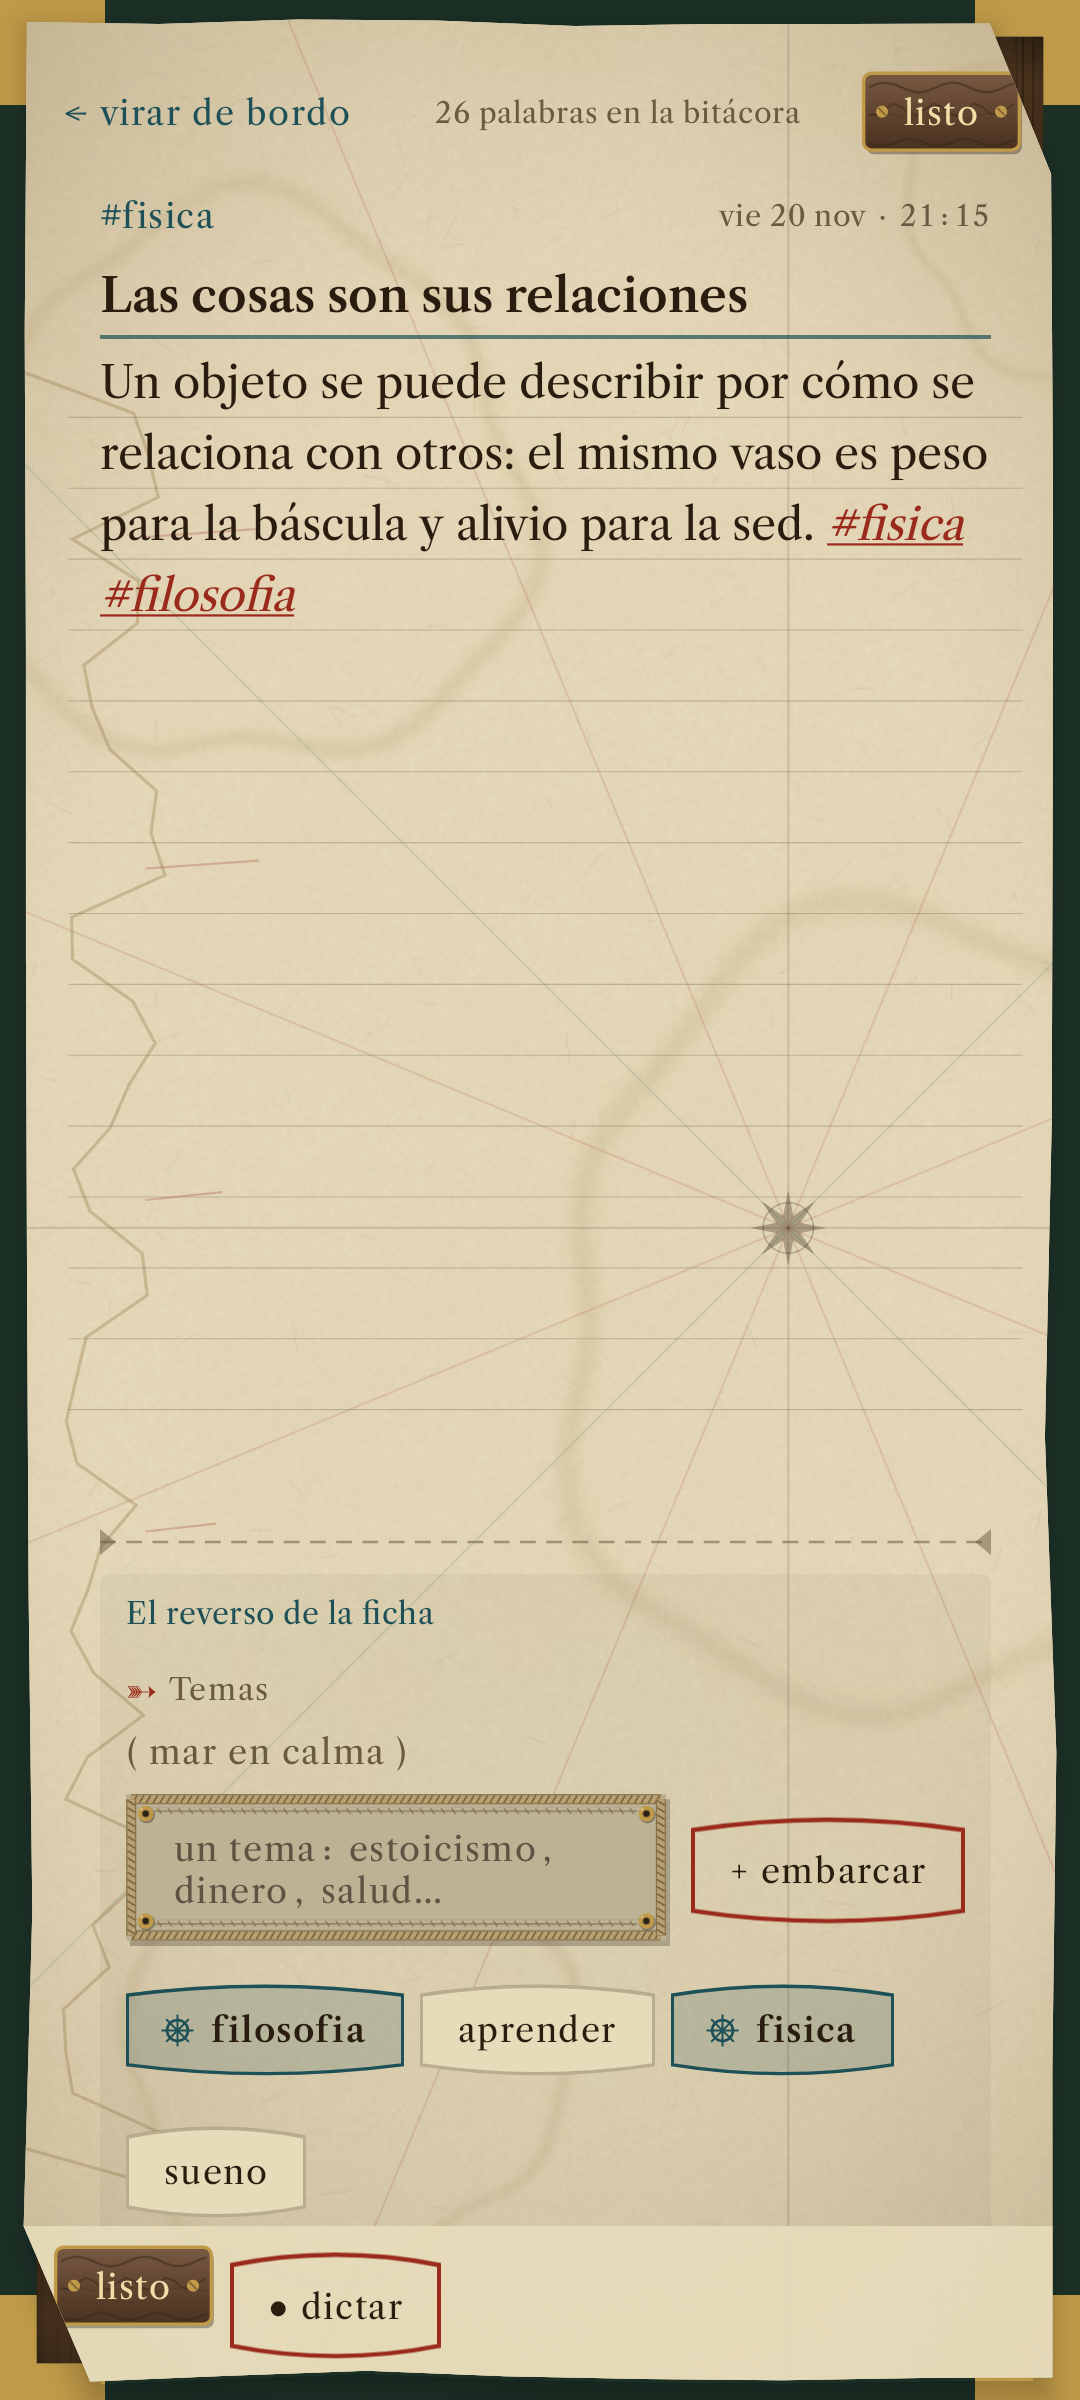 ← virar de bordo
26 palabras en la bitácora
listo
#fisica
vie 20 nov · 21:15
Las cosas son sus relaciones
Un objeto se puede describir por cómo se
relaciona con otros: el mismo vaso es peso
para la báscula y alivio para la sed. #fisica
#filosofia
El reverso de la ficha
➳ Temas
( mar en calma )
un tema: estoicismo,
dinero, salud...
+ embarcar
filosofia
aprender
fisica
sueno
listo
● dictar